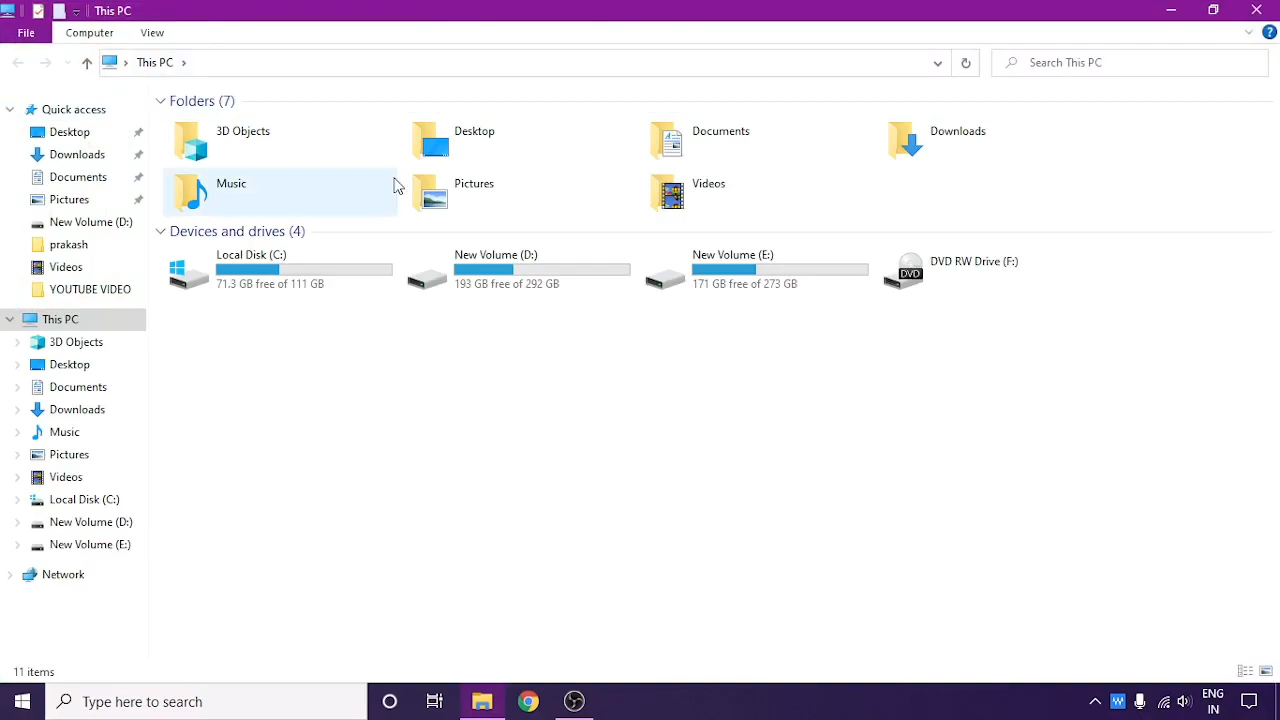 This PC
File Computer View
This PC
Search This PC
Quick access
Desktop
Downloads
Documents
Pictures
New Volume (D:)
prakash
Videos
YOUTUBE VIDEO
This PC
3D Objects
Desktop
Documents
Downloads
Music
Pictures
Videos
Local Disk (C:)
New Volume (D:)
New Volume (E:)
Network
Folders (7)
3D Objects
Desktop
Documents
Downloads
Music
Pictures
Videos
Devices and drives (4)
Local Disk (C:)
71.3 GB free of 111 GB
New Volume (D:)
193 GB free of 292 GB
New Volume (E:)
171 GB free of 273 GB
DVD RW Drive (F:)
DVD
11 items
Type here to search
ENG
IN